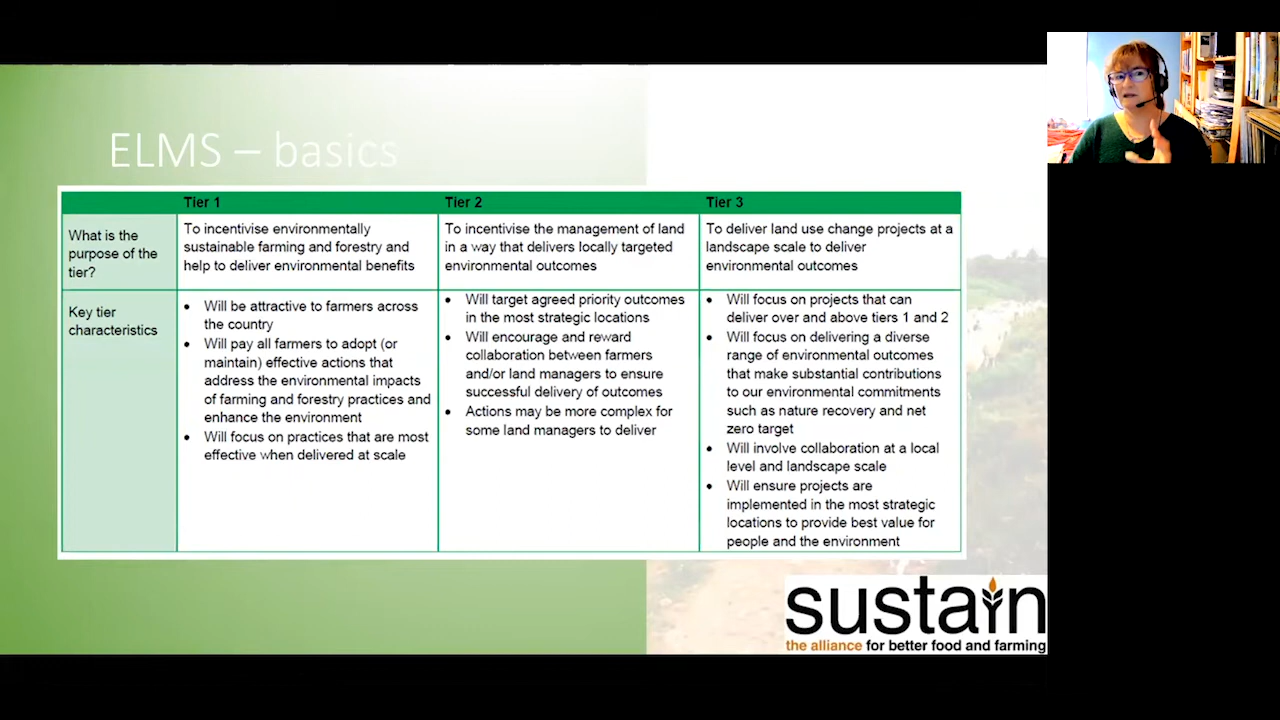 ELMS – basics
Tier 1
Tier 2
Tier 3
What is the
purpose of the
tier?
To incentivise environmentally
sustainable farming and forestry and
help to deliver environmental benefits
To incentivise the management of land
in a way that delivers locally targeted
environmental outcomes
To deliver land use change projects at a
landscape scale to deliver
environmental outcomes
Key tier
characteristics
• Will be attractive to farmers across
the country
• Will pay all farmers to adopt (or
maintain) effective actions that
address the environmental impacts
of farming and forestry practices and
enhance the environment
• Will focus on practices that are most
effective when delivered at scale
• Will target agreed priority outcomes
in the most strategic locations
• Will encourage and reward
collaboration between farmers
and/or land managers to ensure
successful delivery of outcomes
• Actions may be more complex for
some land managers to deliver
• Will focus on projects that can
deliver over and above tiers 1 and 2
• Will focus on delivering a diverse
range of environmental outcomes
that make substantial contributions
to our environmental commitments
such as nature recovery and net
zero target
• Will involve collaboration at a local
level and landscape scale
• Will ensure projects are
implemented in the most strategic
locations to provide best value for
people and the environment
sustain
the alliance for better food and farming